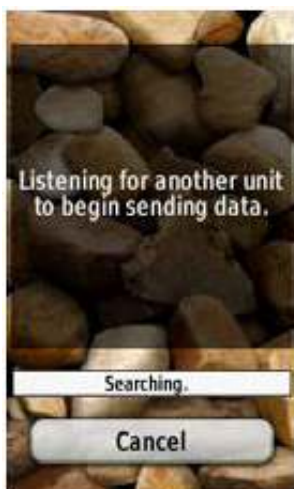 Listening for another unit
to begin sending data.
Searching.
Cancel